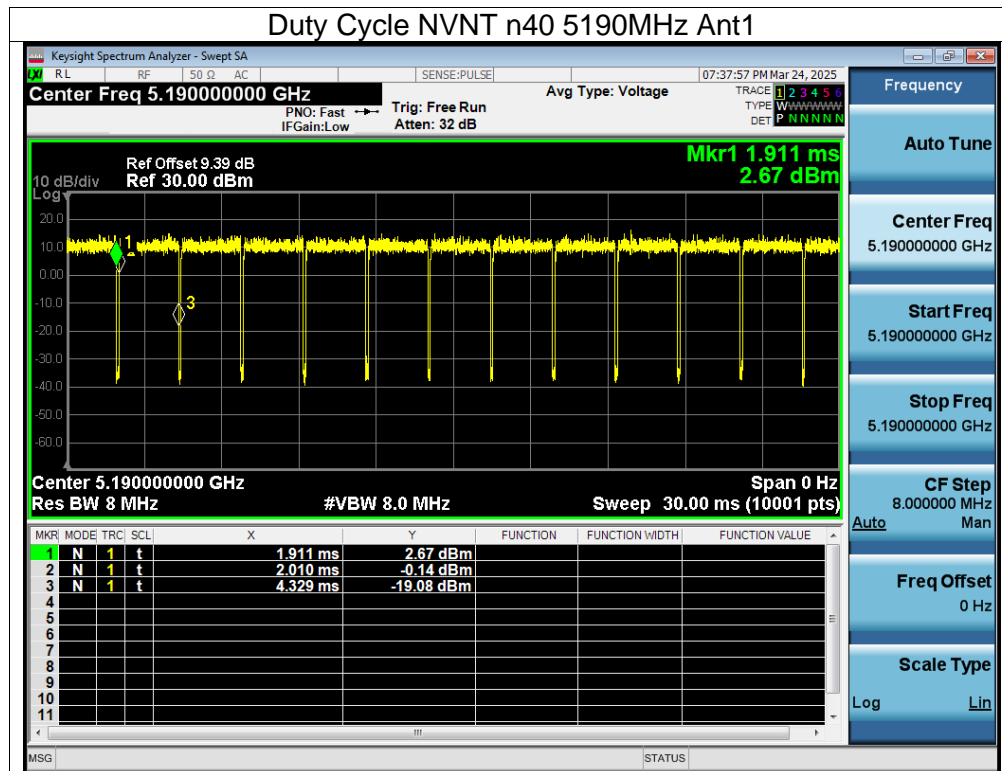 Duty Cycle NVNT n40 5190MHz Ant1
Keysight Spectrum Analyzer - Swept SA
LXI RL RF 50 Ω AC SENSE:PULSE 07:37:57 PM Mar 24, 2025
Center Freq 5.190000000 GHz
PNO: Fast
IFGain:Low
Trig: Free Run
Atten: 32 dB
Avg Type: Voltage
TRACE 1 2 3 4 5 6
TYPE WWWWWWW
DET P N N N N N
Ref Offset 9.39 dB
10 dB/div Ref 30.00 dBm
Log
Mkr1 1.911 ms
2.67 dBm
20.0
10.0
0.00
-10.0
-20.0
-30.0
-40.0
-50.0
-60.0
1
2
3
Center 5.190000000 GHz Span 0 Hz
Res BW 8 MHz #VBW 8.0 MHz Sweep 30.00 ms (10001 pts)
MKR MODE TRC SCL X Y FUNCTION FUNCTION WIDTH FUNCTION VALUE
1 N 1 t 1.911 ms 2.67 dBm
2 N 1 t 2.010 ms -0.14 dBm
3 N 1 t 4.329 ms -19.08 dBm
4
5
6
7
8
9
10
11
MSG STATUS
Frequency
Auto Tune
Center Freq
5.190000000 GHz
Start Freq
5.190000000 GHz
Stop Freq
5.190000000 GHz
CF Step
8.000000 MHz
Auto Man
Freq Offset
0 Hz
Scale Type
Log Lin